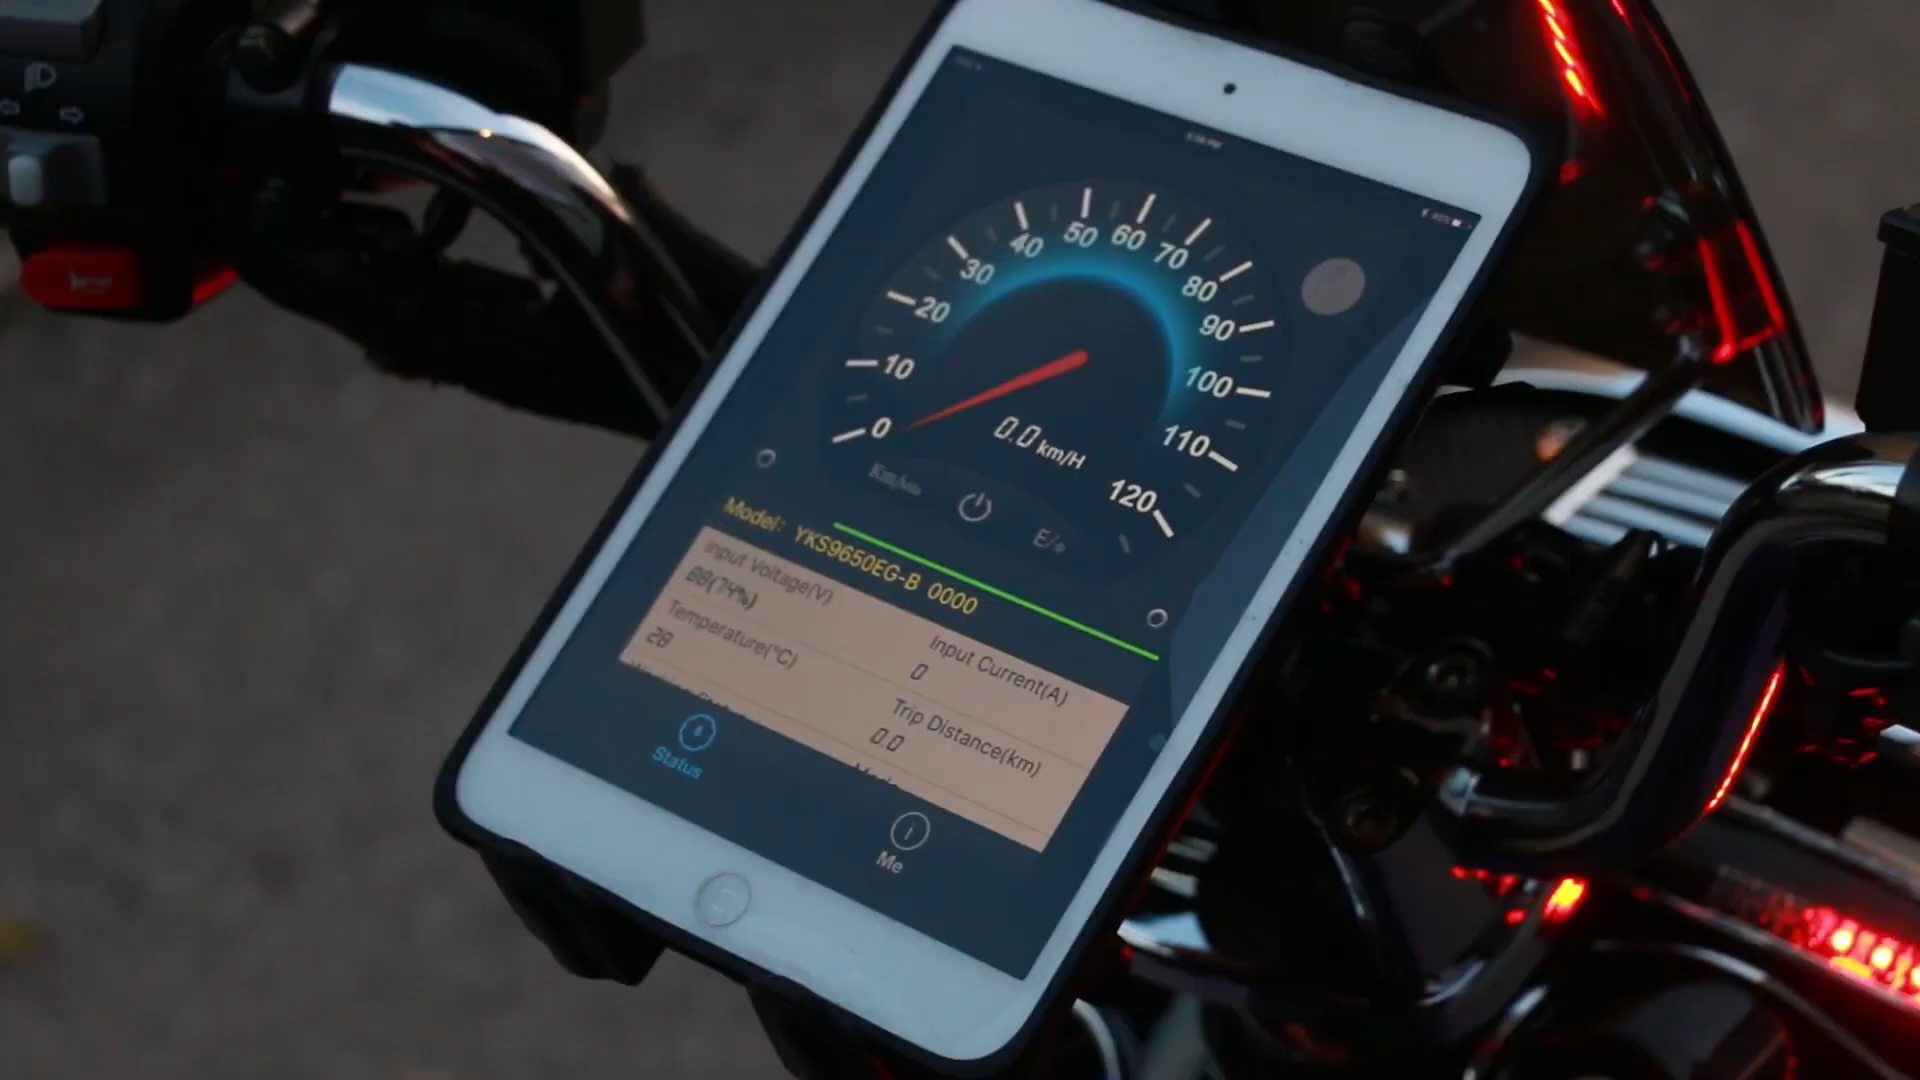 50
60
40
70
30
80
20
90
10
100
0
110
0.0 km/H
120
E/e
Model: YKS9650EG-B 0000
Input Voltage(V)
88(74%)
Input Current(A)
0
Temperature(°C)
28
Trip Distance(km)
0.0
Status
Me